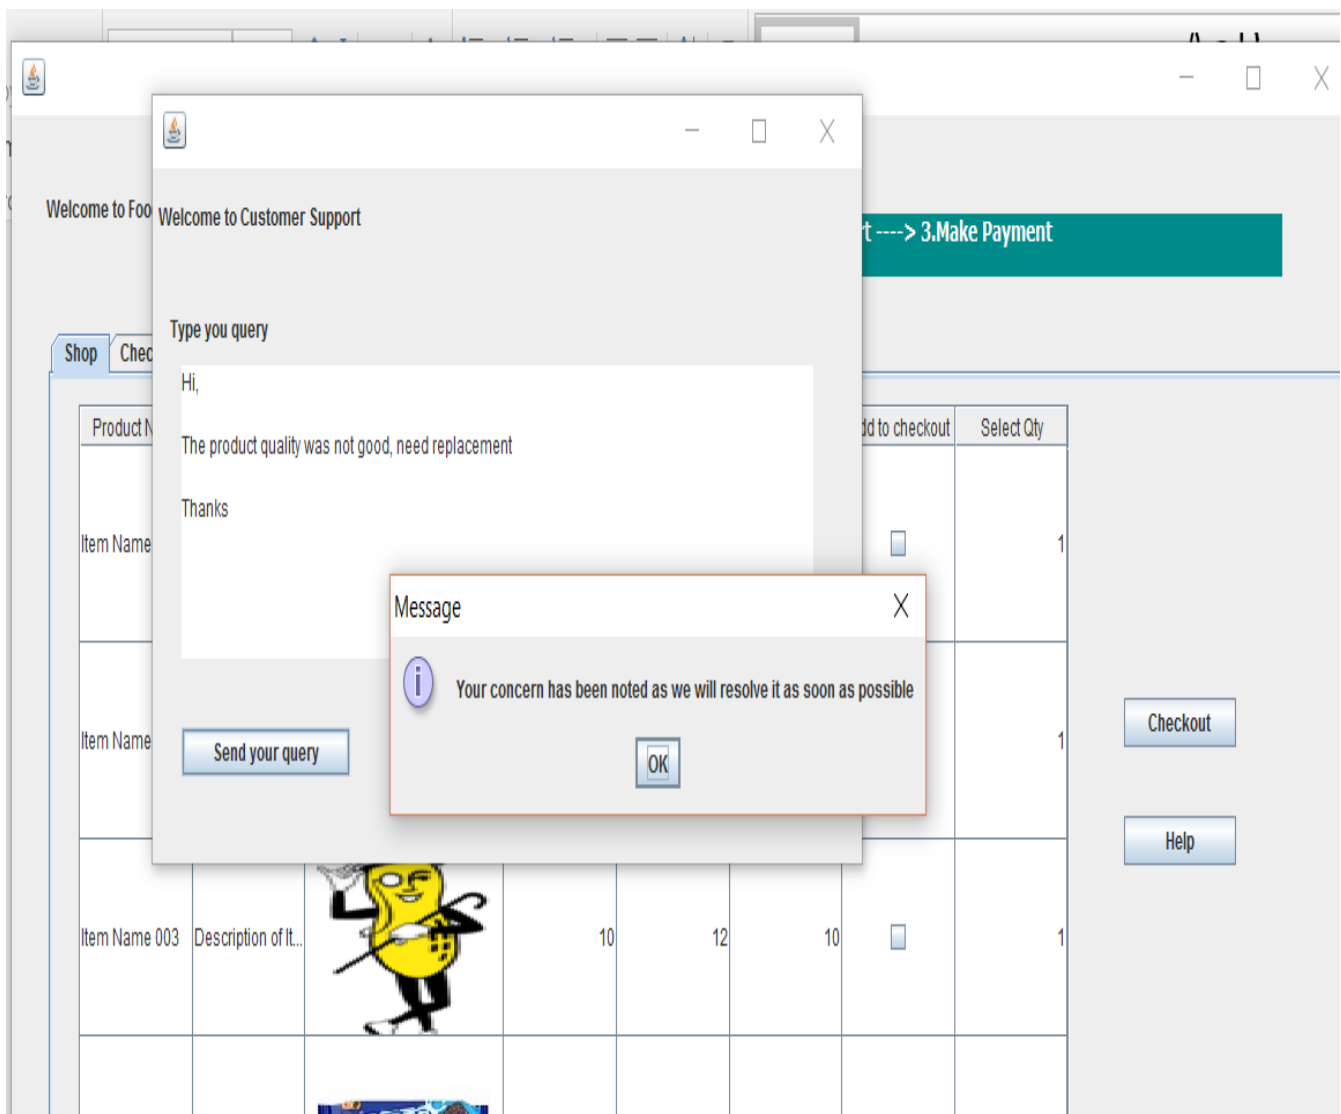 Welcome to Foo
Welcome to Customer Support
t ----> 3.Make Payment
Type you query
Shop
Chec
Hi,
The product quality was not good, need replacement
Thanks
Product N
dd to checkout
Select Qty
Item Name
1
Message
Your concern has been noted as we will resolve it as soon as possible
OK
Item Name
1
Send your query
Checkout
Help
Item Name 003
Description of It...
10
12
10
1